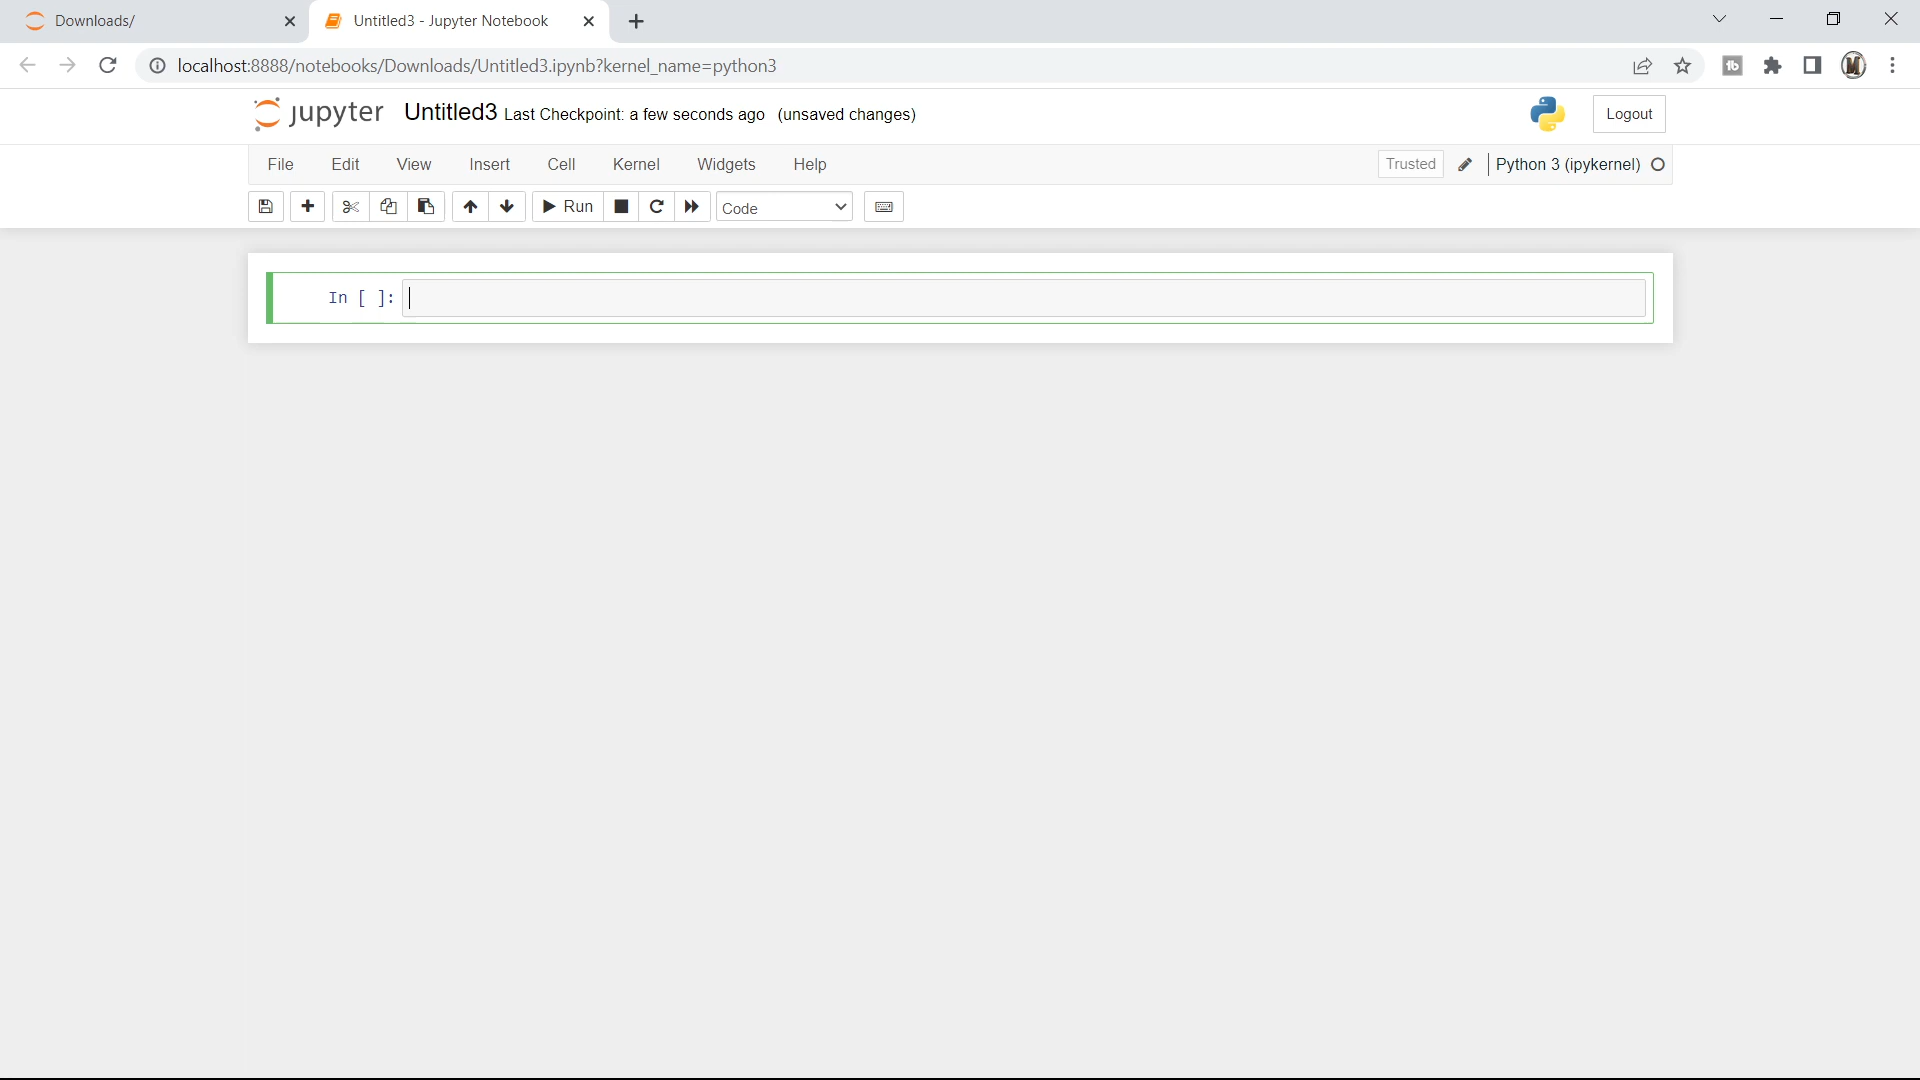 Downloads/
Untitled3 - Jupyter Notebook
localhost:8888/notebooks/Downloads/Untitled3.ipynb?kernel_name=python3
jupyter Untitled3 Last Checkpoint: a few seconds ago (unsaved changes)
Logout
File Edit View Insert Cell Kernel Widgets Help
Trusted
Python 3 (ipykernel)
Run
Code
In [ ]: